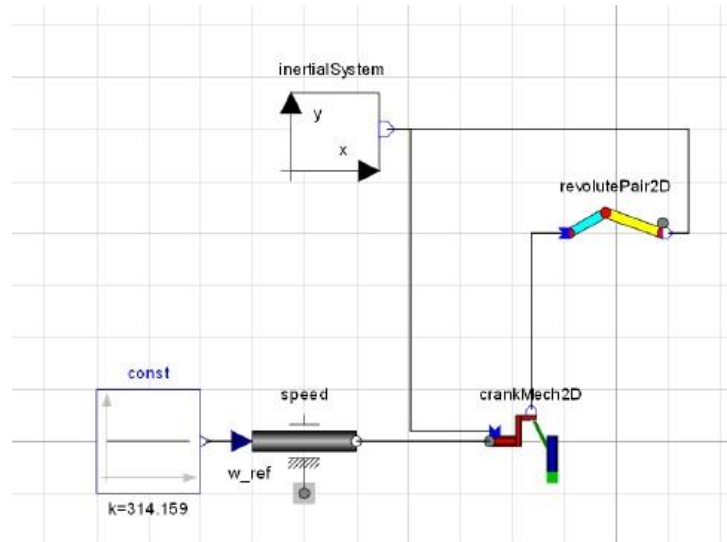 inertialSystem
y
x
revolutePair2D
const
speed
crankMech2D
w_ref
k=314.159